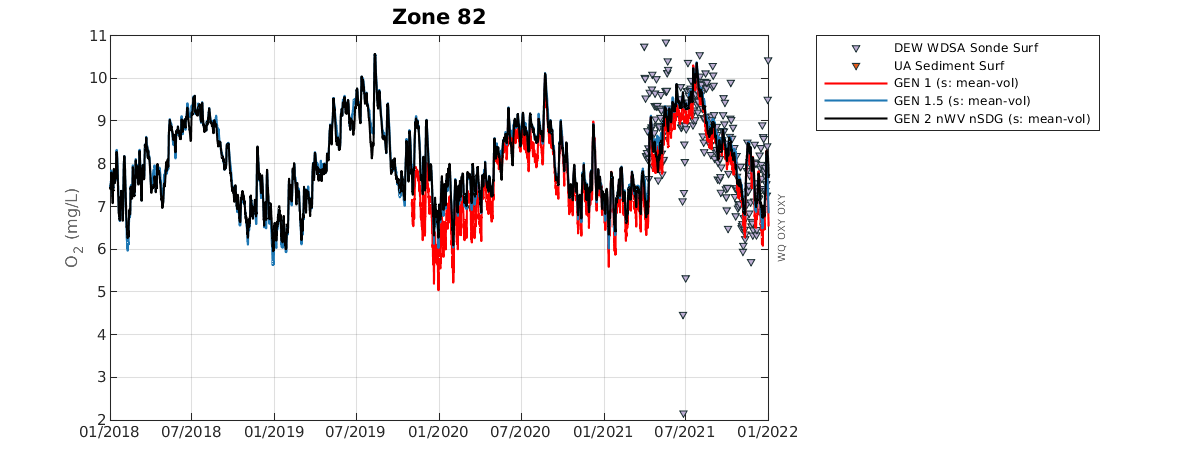 Zone 82
11
10
9
8
7
6
5
4
3
2
O2 (mg/L)
01/2018 07/2018 01/2019 07/2019 01/2020 07/2020 01/2021 07/2021 01/2022
WQ OXY OXY
DEW WDSA Sonde Surf
UA Sediment Surf
GEN 1 (s: mean-vol)
GEN 1.5 (s: mean-vol)
GEN 2 nWV nSDG (s: mean-vol)